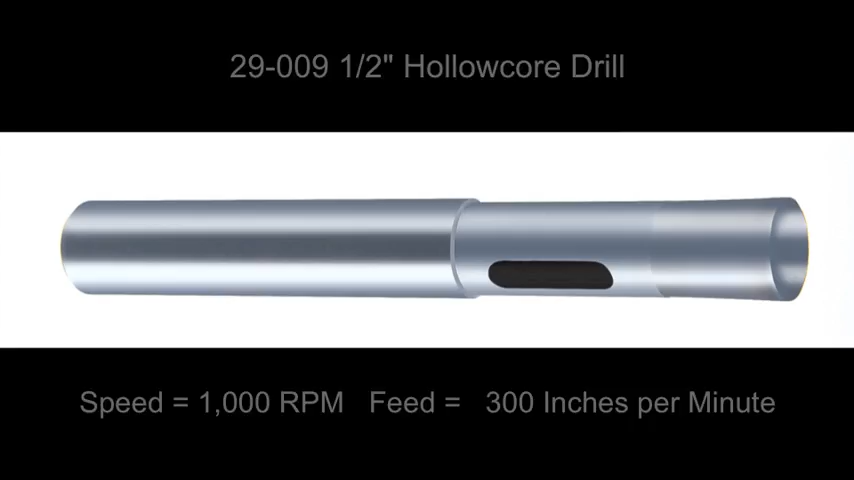 29-009 1/2" Hollowcore Drill
Speed = 1,000 RPM   Feed =   300 Inches per Minute